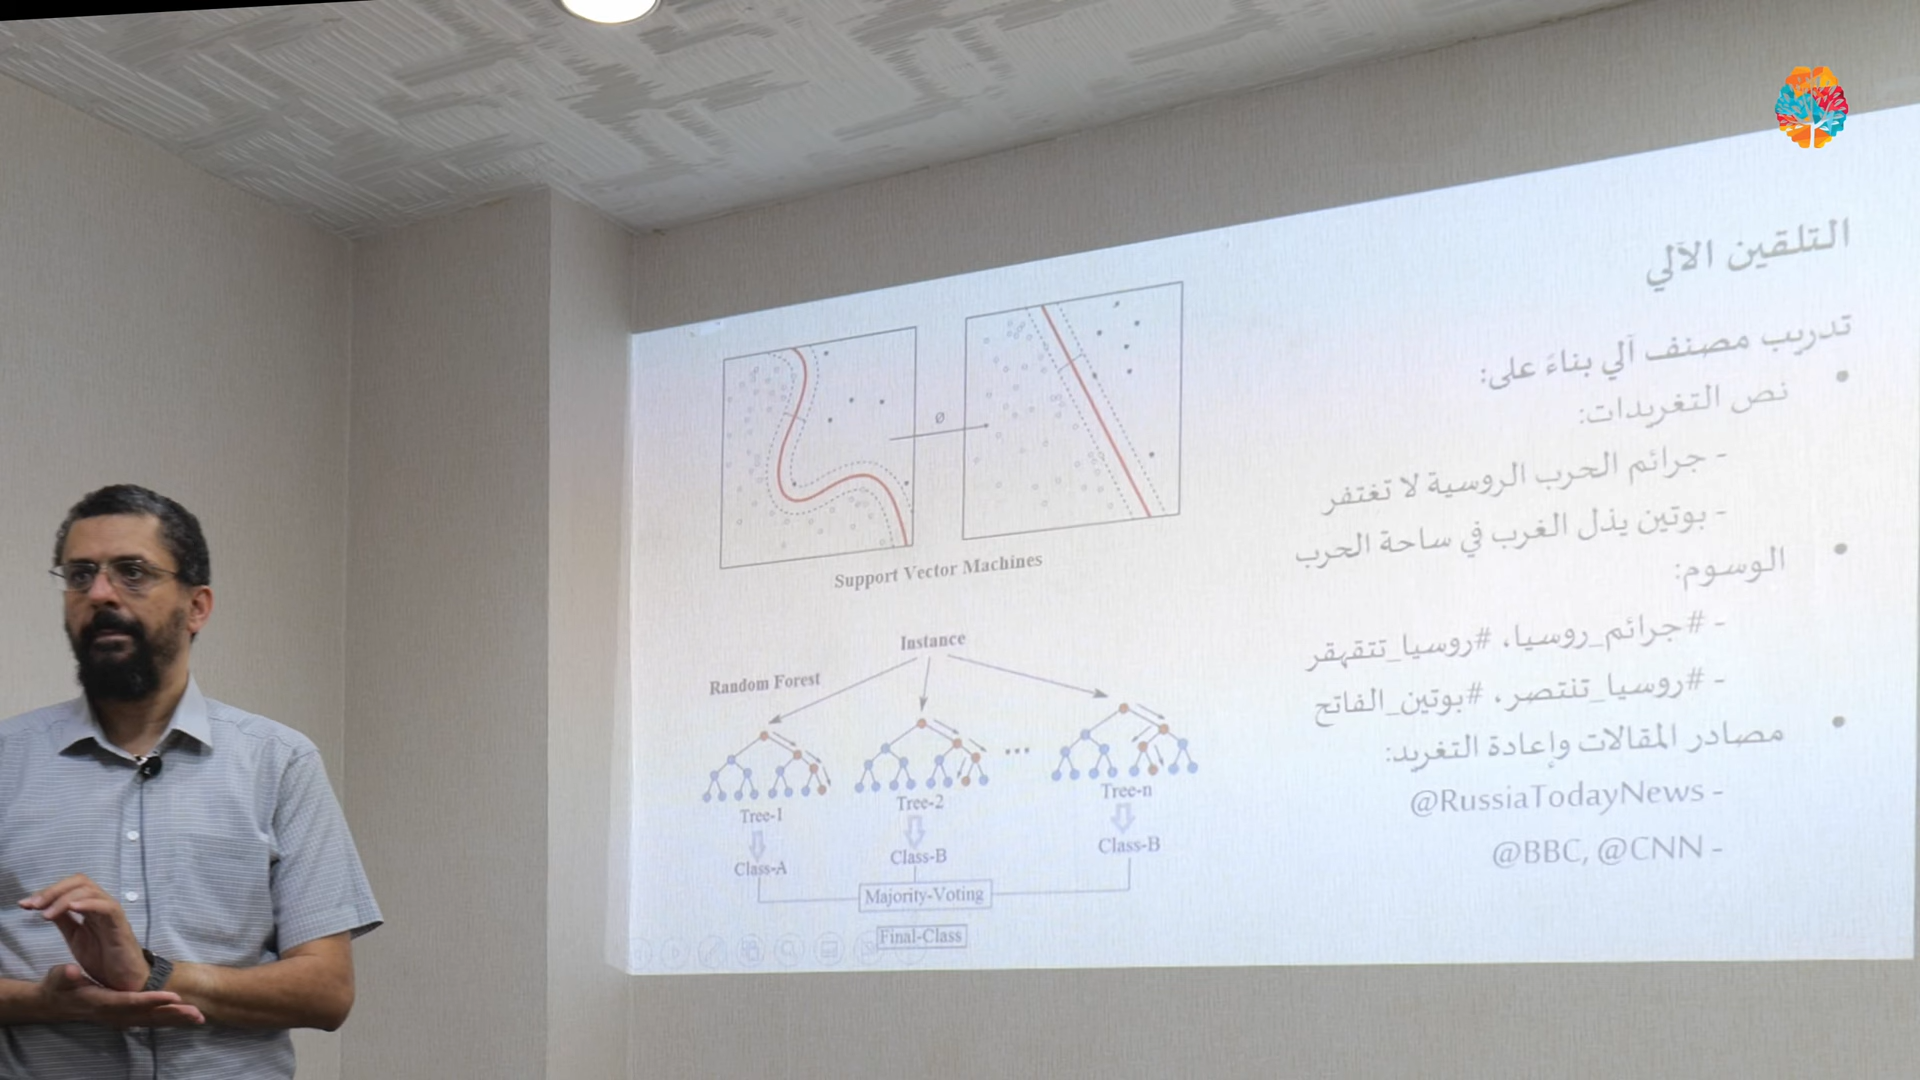 التلقين الآلي
تدريب مصنف آلي بناءً على:
• نص التغريدات:
- جرائم الحرب الروسية لا تغتفر
- بوتين يذل الغرب في ساحة الحرب
• الوسوم:
- #جرائم_روسيا، #روسيا_تتقهقر
- #روسيا_تنتصر، #بوتين_الفاتح
• مصادر المقالات وإعادة التغريد:
- @RussiaTodayNews
- @BBC, @CNN
Ø
Support Vector Machines
Instance
Random Forest
...
Tree-1
Tree-2
Tree-n
Class-A
Class-B
Class-B
Majority-Voting
Final-Class